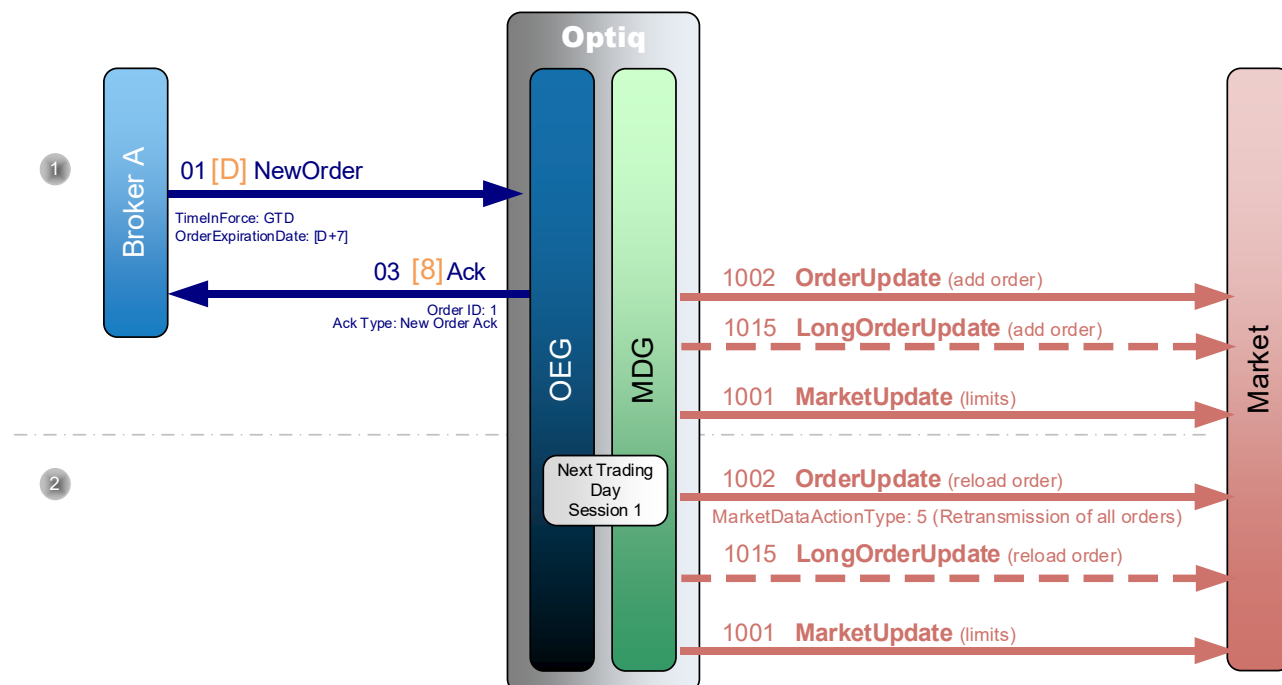 Optiq
1
Broker A
01 [D] NewOrder
TimeInForce: GTD
OrderExpirationDate: [D+7]
03 [8] Ack
Order ID: 1
Ack Type: New Order Ack
OEG
MDG
1002 OrderUpdate (add order)
1015 LongOrderUpdate (add order)
1001 MarketUpdate (limits)
Market
2
Next Trading
Day
Session 1
1002 OrderUpdate (reload order)
MarketDataActionType: 5 (Retransmission of all orders)
1015 LongOrderUpdate (reload order)
1001 MarketUpdate (limits)